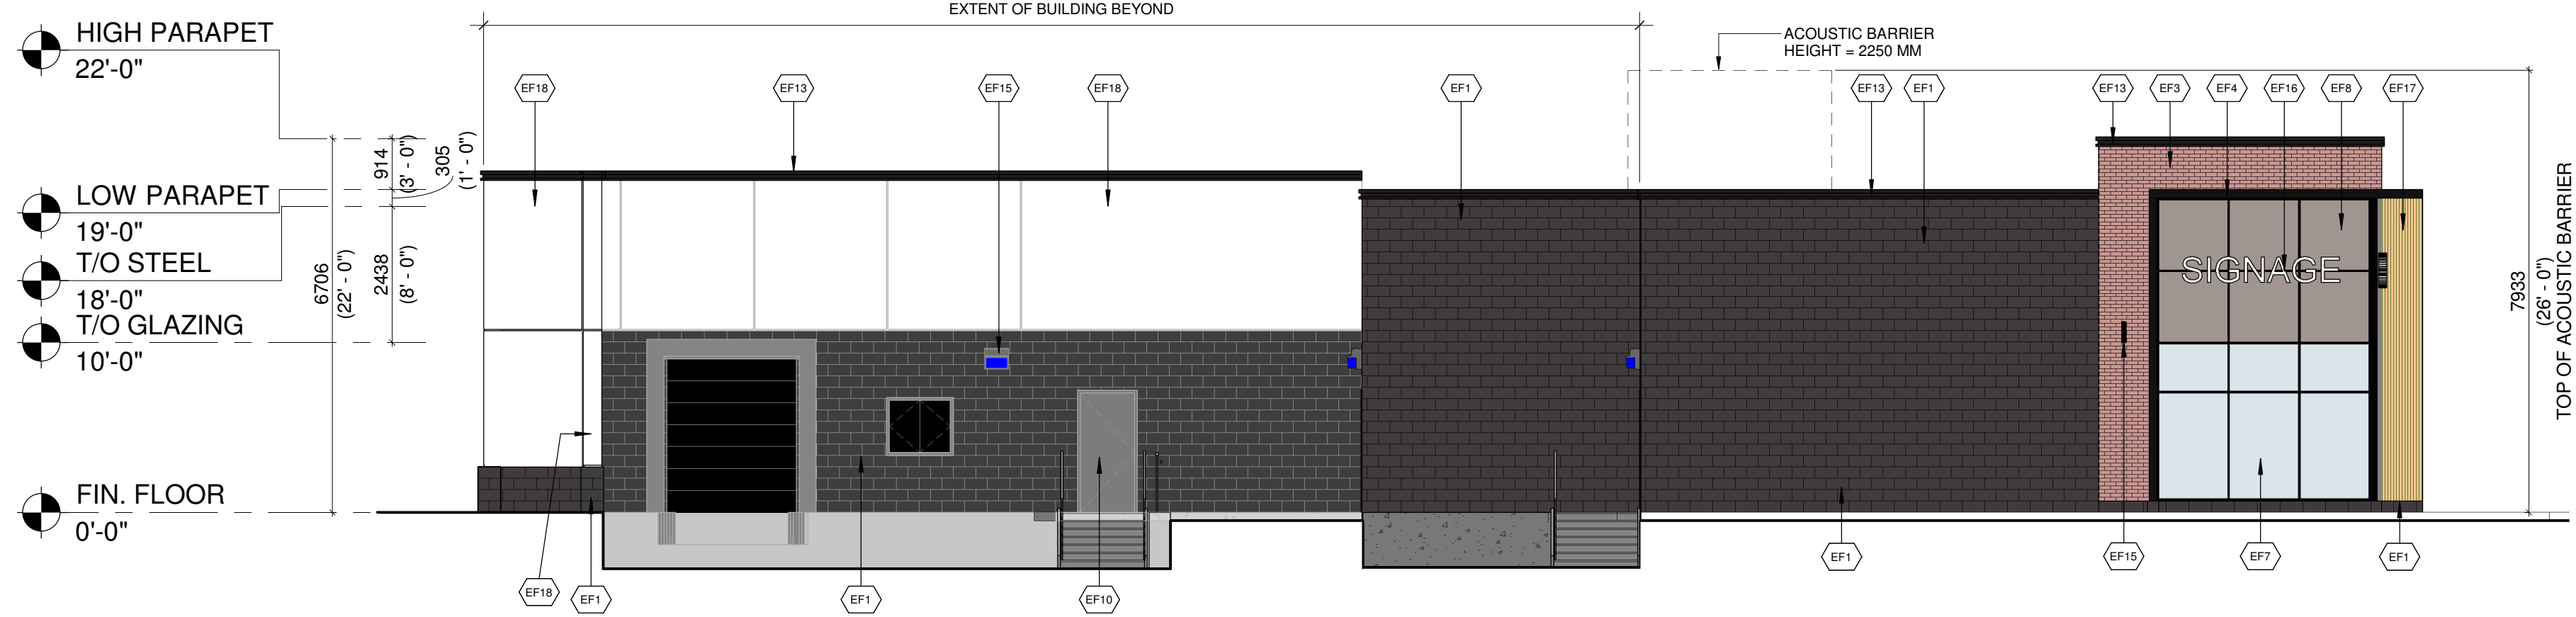 EXTENT OF BUILDING BEYOND
HIGH PARAPET
22'-0"
ACOUSTIC BARRIER
HEIGHT = 2250 MM
EF18
EF13
EF15
EF18
EF1
EF13
EF1
EF13
EF3
EF4
EF16
EF8
EF17
914
(3' - 0")
305
(1' - 0")
LOW PARAPET
19'-0"
T/O STEEL
18'-0"
T/O GLAZING
10'-0"
6706
(22' - 0")
2438
(8' - 0")
SIGNAGE
7933
(26' - 0")
TOP OF ACOUSTIC BARRIER
FIN. FLOOR
0'-0"
EF18
EF1
EF1
EF10
EF1
EF15
EF7
EF1